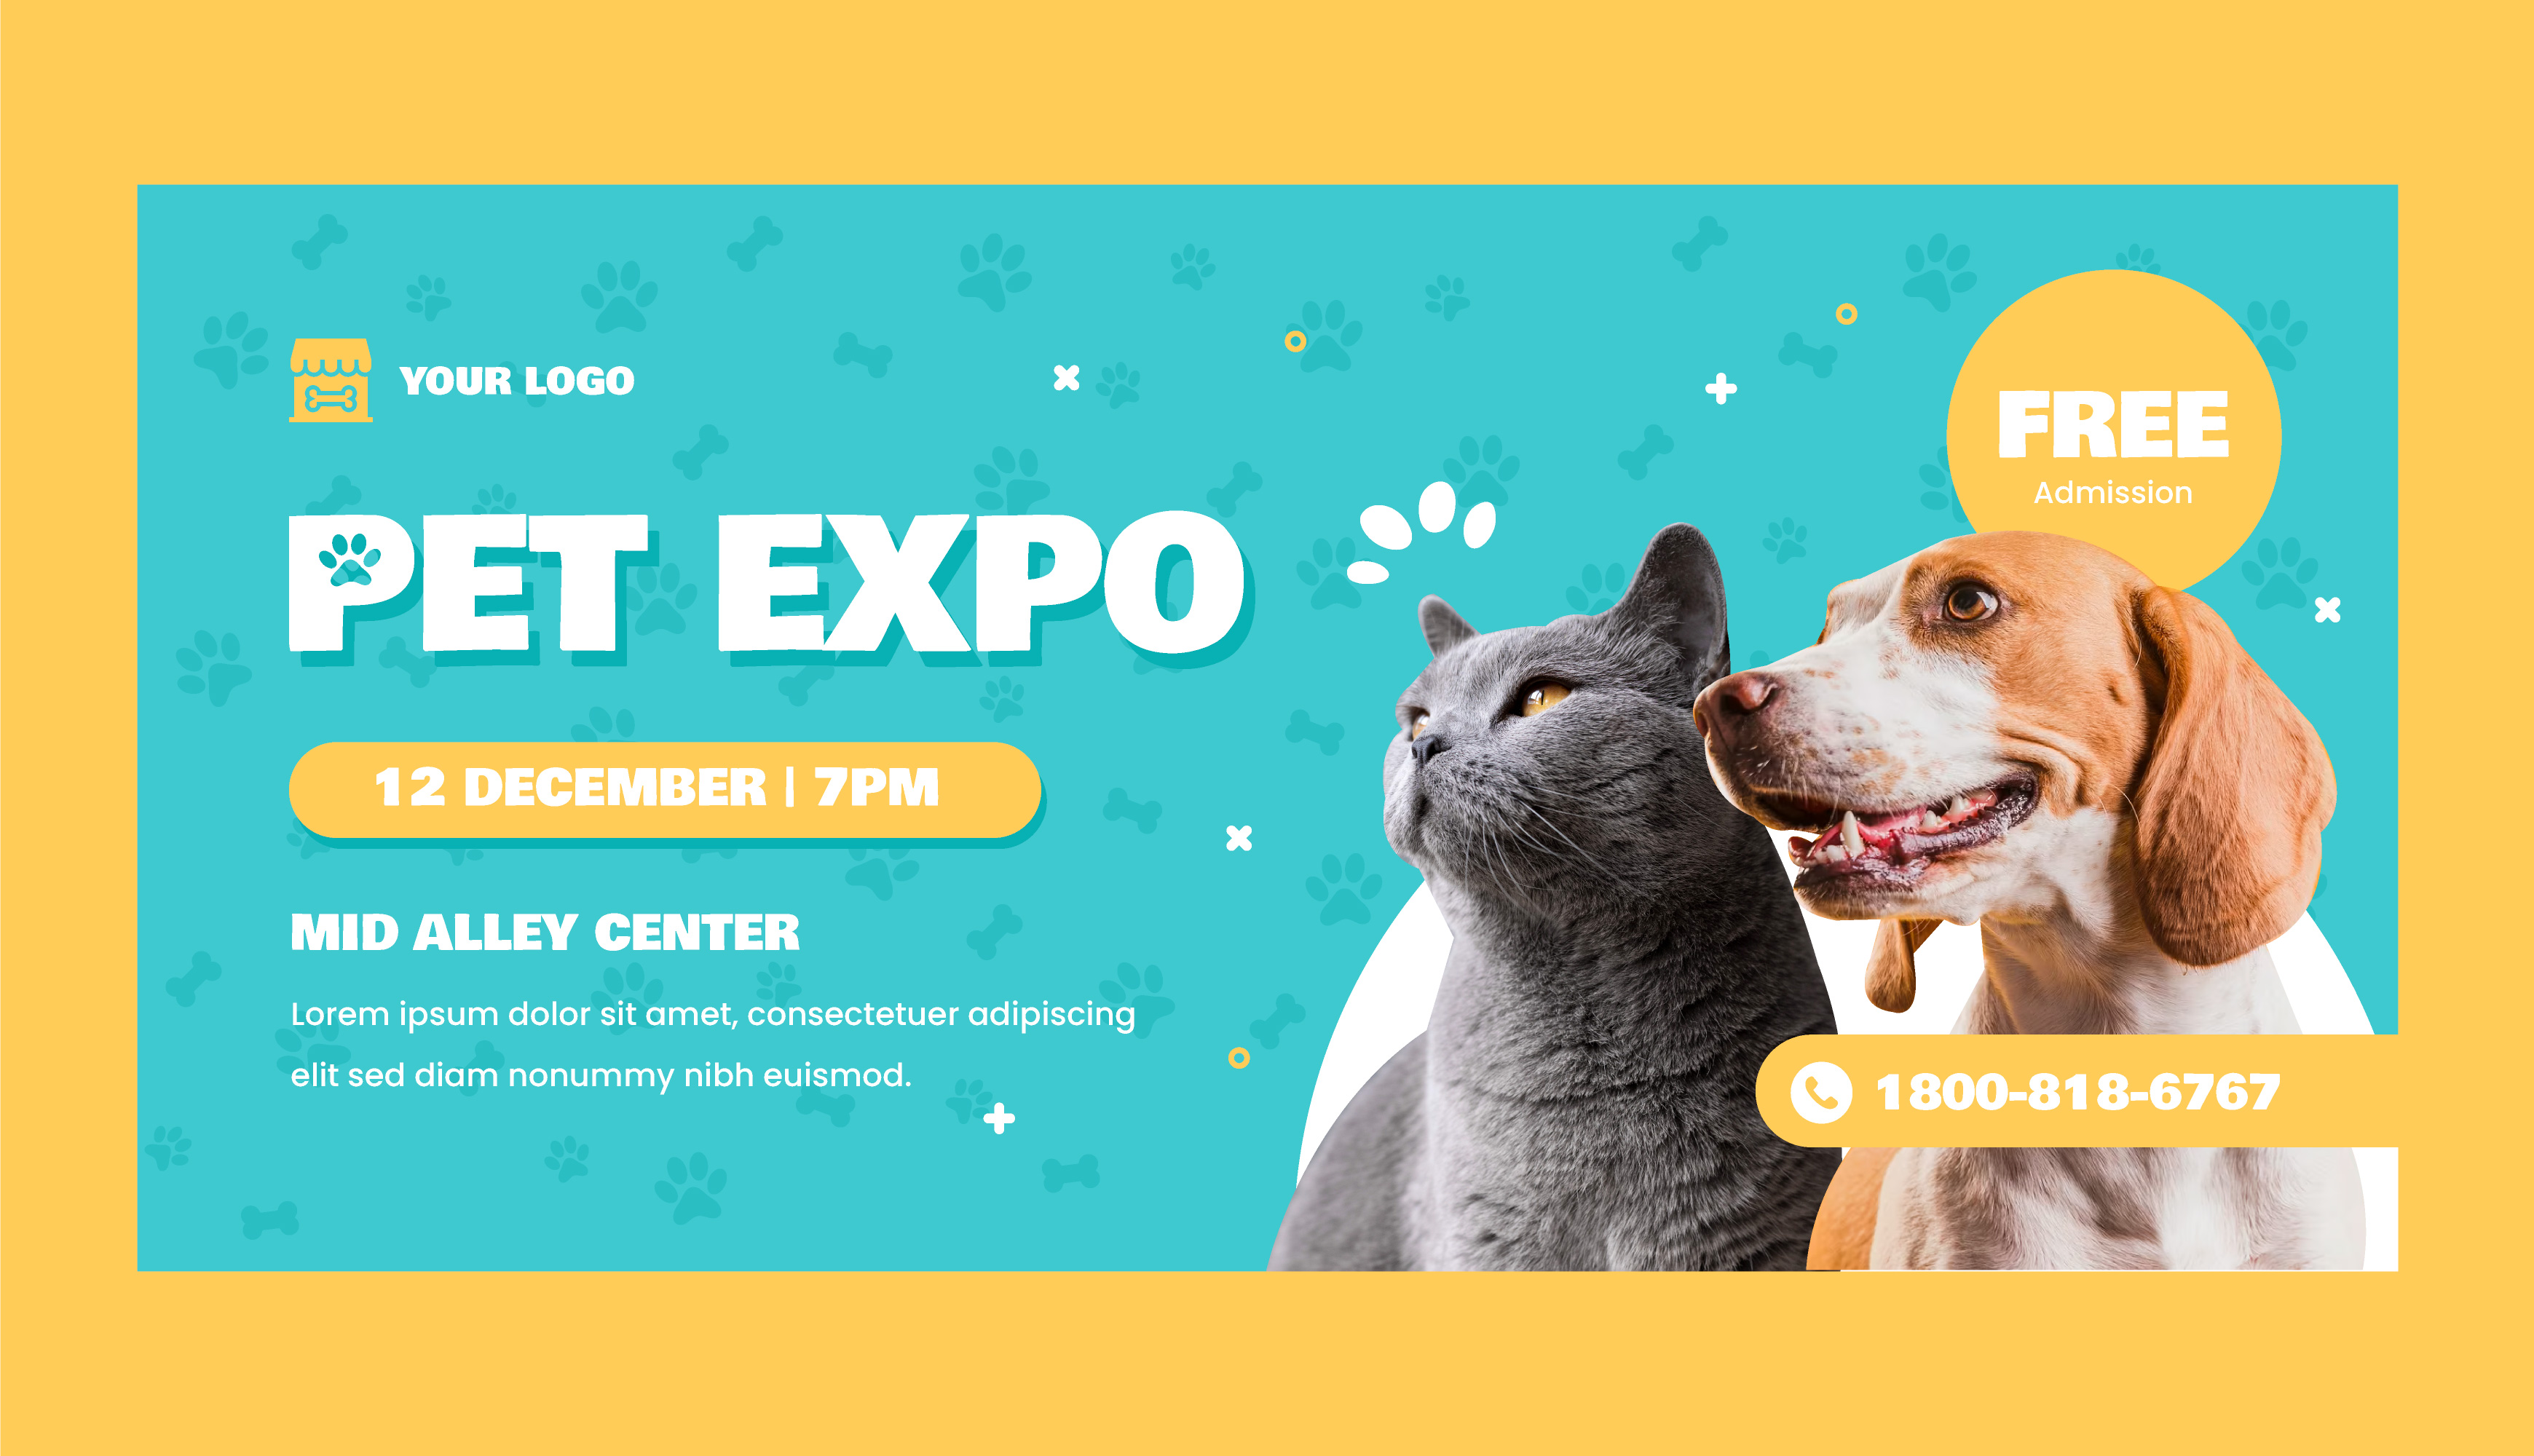 YOUR LOGO
PET EXPO
12 DECEMBER | 7PM
MID ALLEY CENTER
Lorem ipsum dolor sit amet, consectetuer adipiscing
elit sed diam nonummy nibh euismod.
FREE
Admission
1800-818-6767